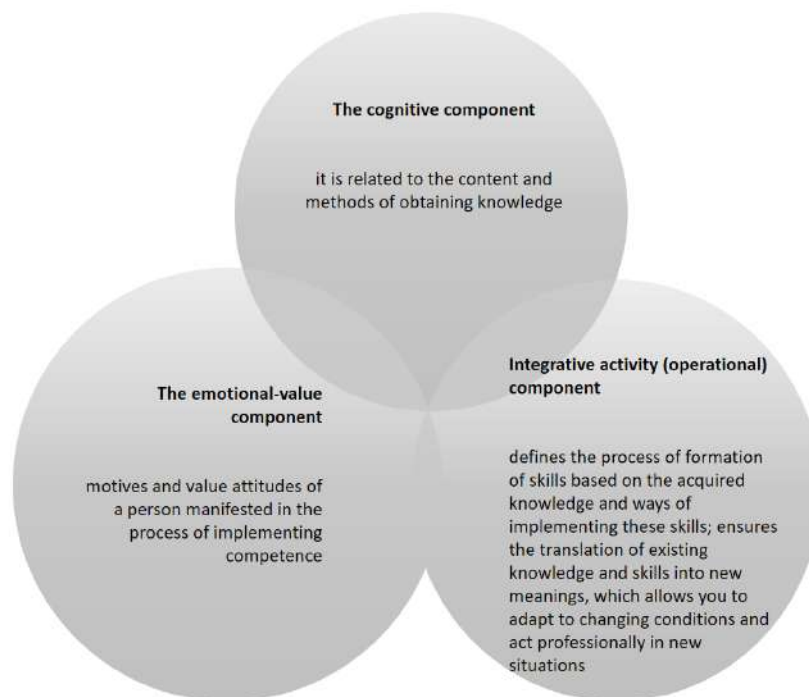 The cognitive component
it is related to the content and
methods of obtaining knowledge
The emotional-value
component
motives and value attitudes of
a person manifested in the
process of implementing
competence
Integrative activity (operational)
component
defines the process of formation
of skills based on the acquired
knowledge and ways of
implementing these skills; ensures
the translation of existing
knowledge and skills into new
meanings, which allows you to
adapt to changing conditions and
act professionally in new
situations